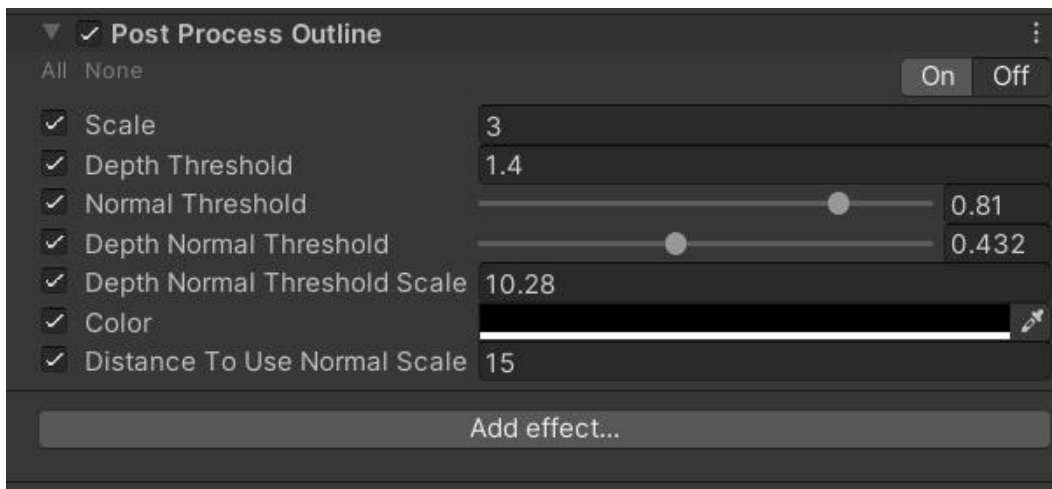 Post Process Outline
All None
On Off
Scale 3
Depth Threshold 1.4
Normal Threshold 0.81
Depth Normal Threshold 0.432
Depth Normal Threshold Scale 10.28
Color
Distance To Use Normal Scale 15
Add effect...